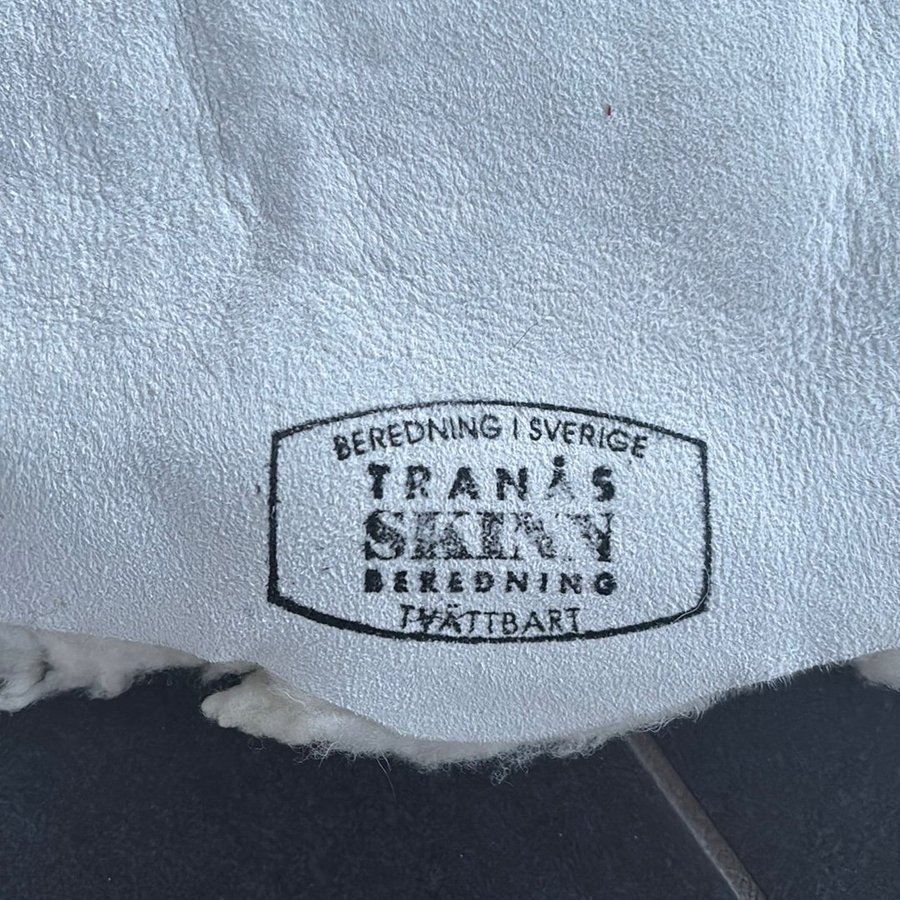 BEREDNING I SVERIGE
TRANÅS
SKINN
BEREDNING
TVÄTTBART